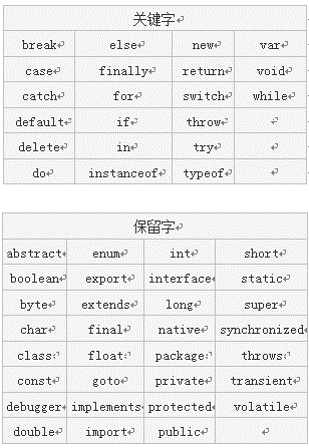 关键字
break else new var
case finally return void
catch for switch while
default if throw
delete in try
do instanceof typeof
保留字
abstract enum int short
boolean export interface static
byte extends long super
char final native synchronized
class float package throws
const goto private transient
debugger implements protected volatile
double import public